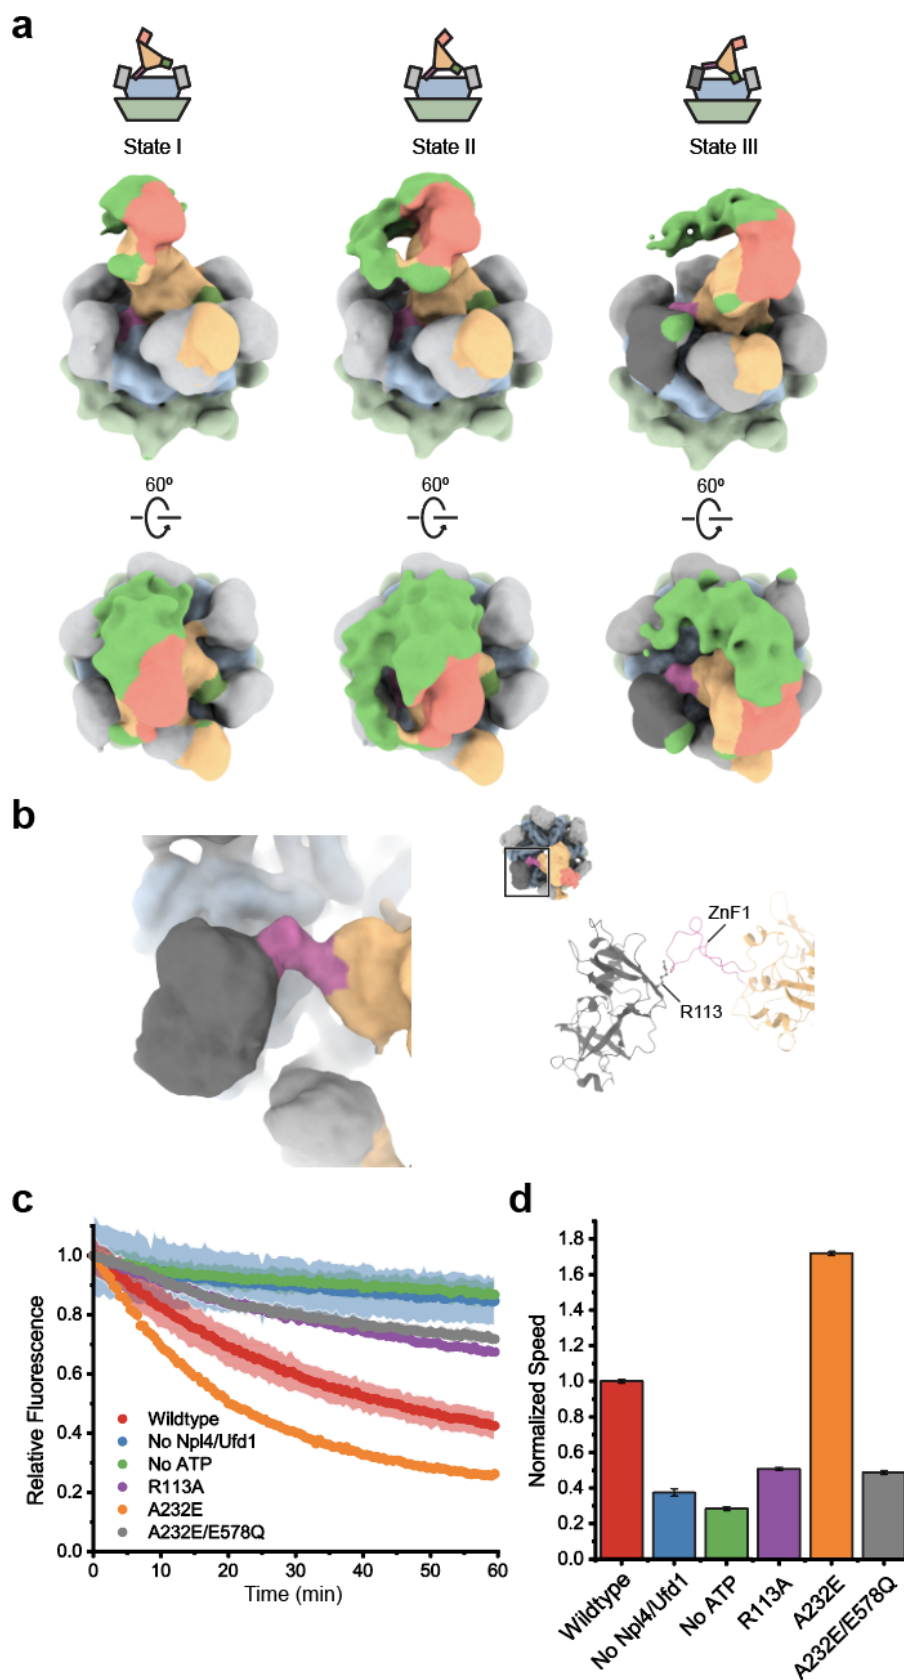 a
State I State II State III
60º 60º 60º
b
ZnF1
R113
c
Relative Fluorescence
1.0
0.8
0.6
0.4
0.2
0.0
Wildtype
No Npl4/Ufd1
No ATP
R113A
A232E
A232E/E578Q
0 10 20 30 40 50 60
Time (min)
d
Normalized Speed
1.8
1.6
1.4
1.2
1.0
0.8
0.6
0.4
0.2
0.0
Wildtype
No Npl4/Ufd1
No ATP
R113A
A232E
A232E/E578Q